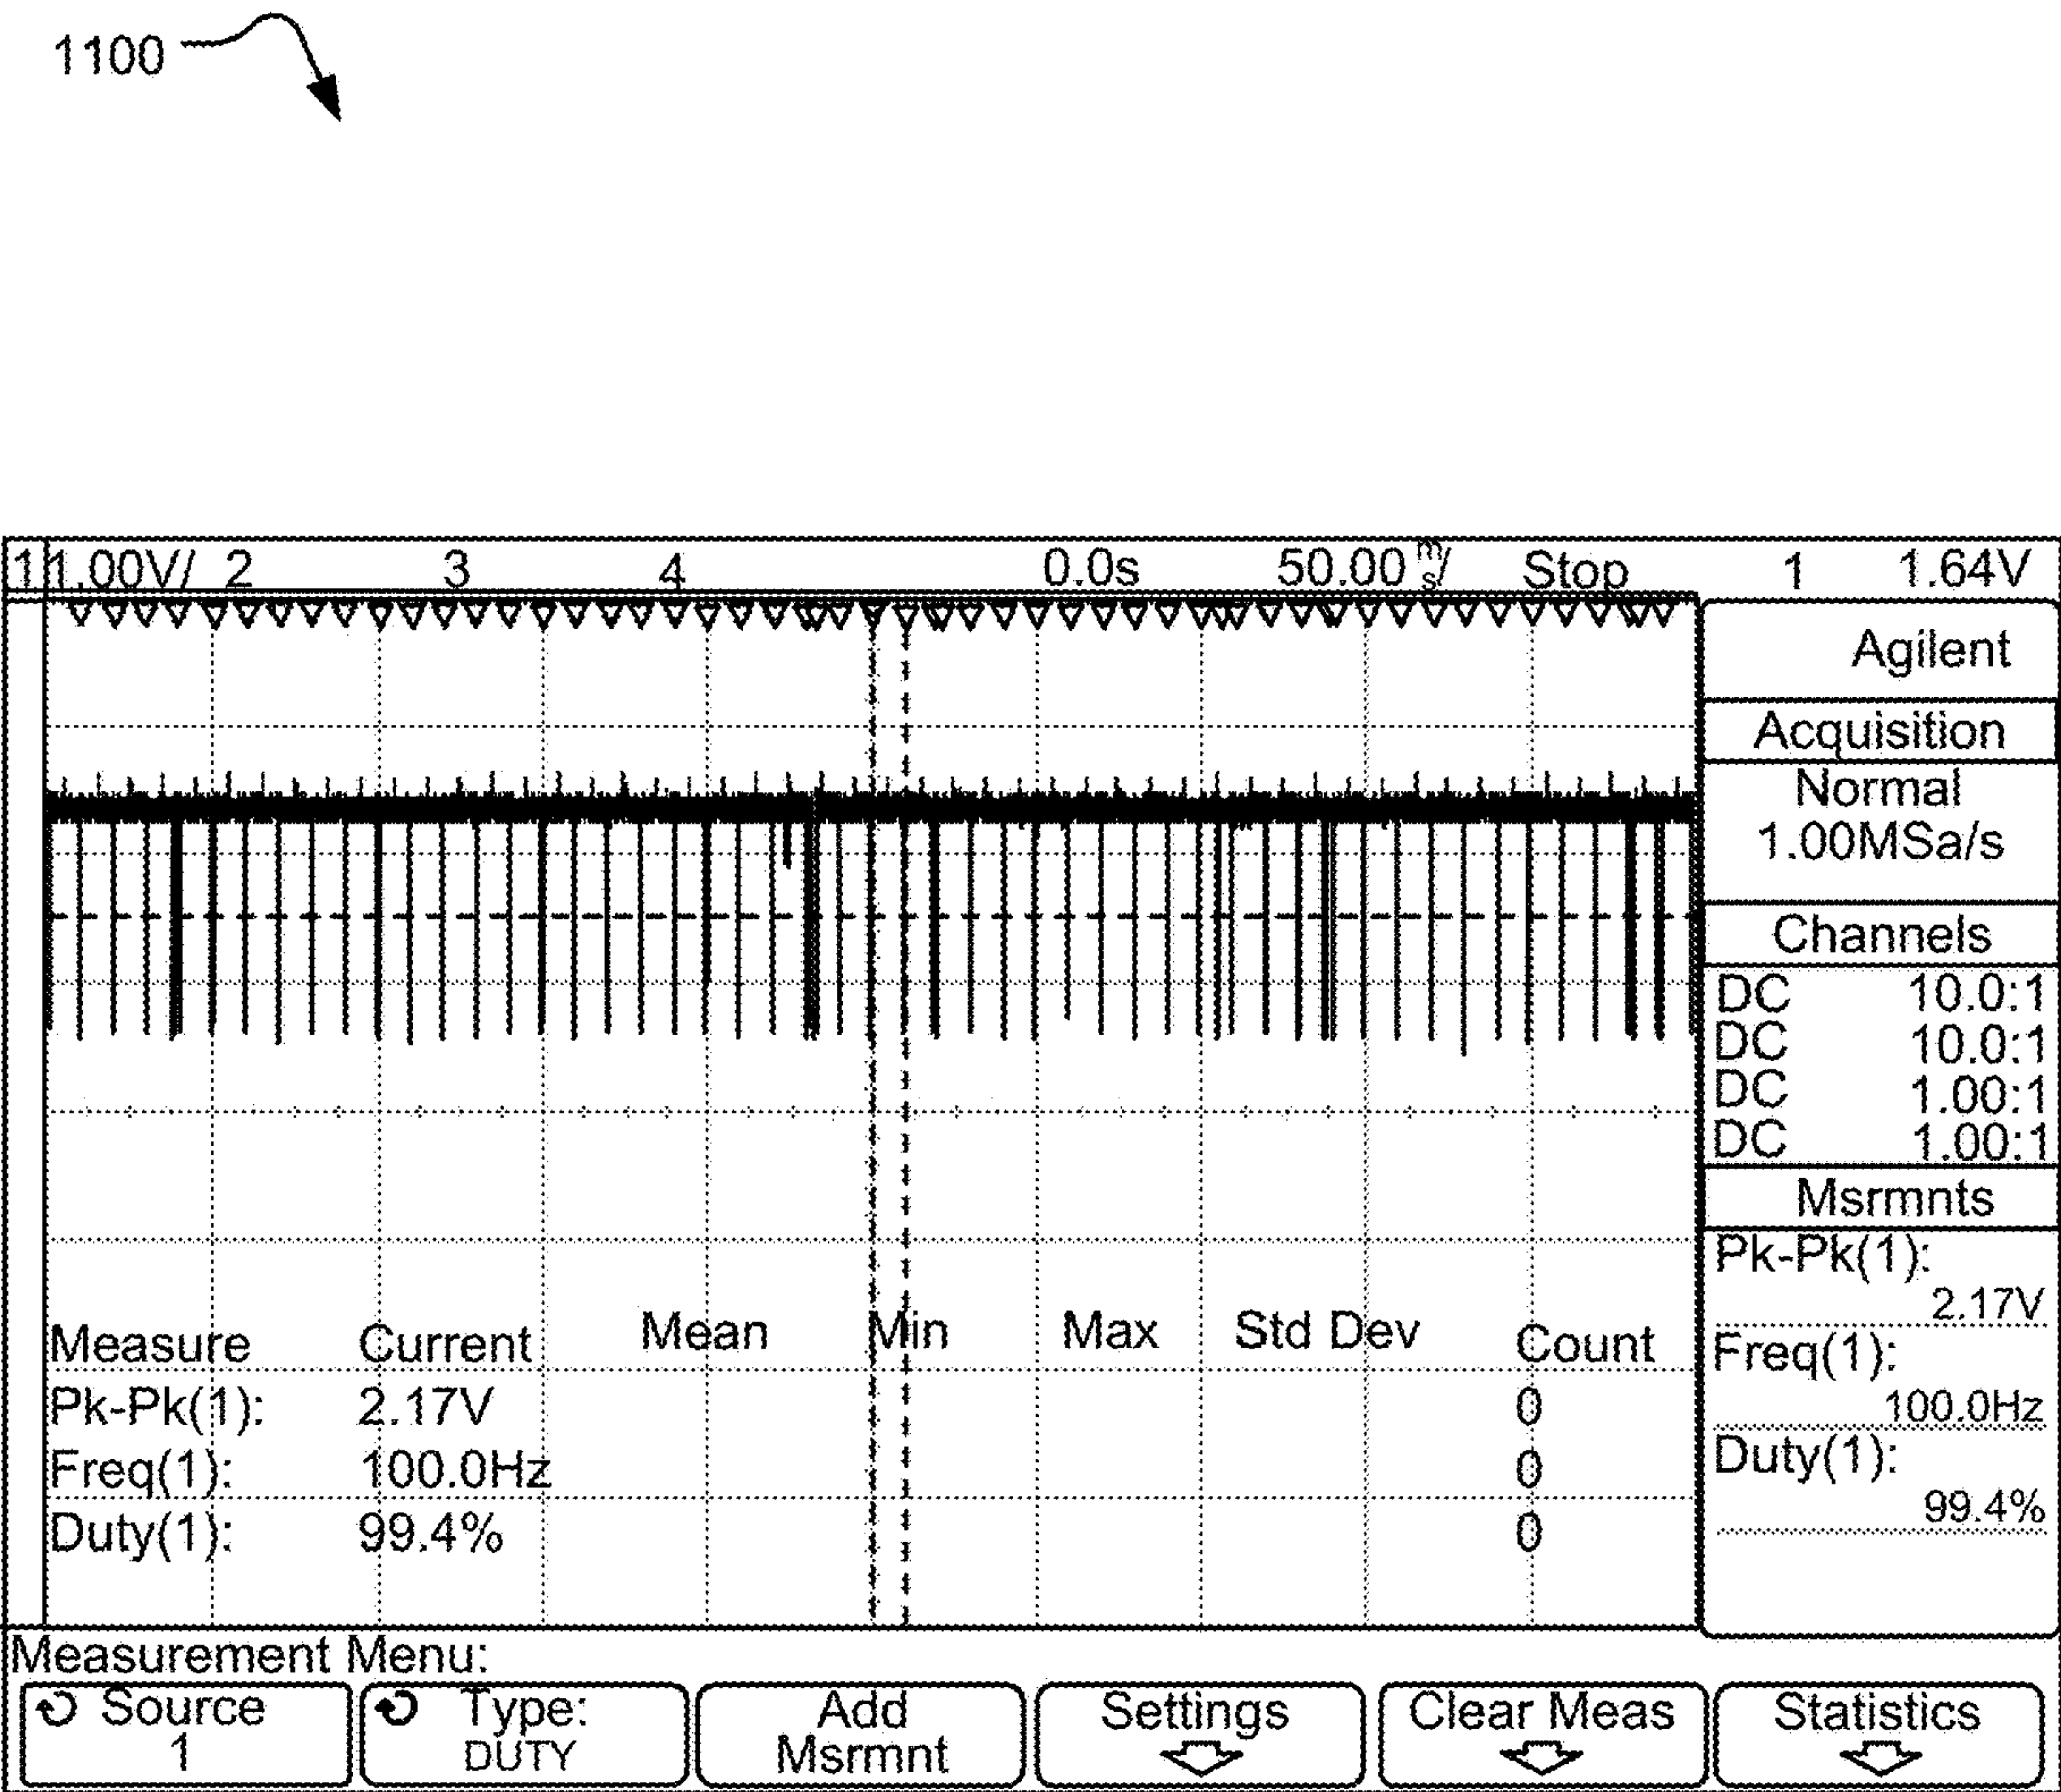 1100
1 1.00V/ 2 3 4 0.0s 50.00 ms/ Stop 1 1.64V
Agilent
Acquisition
Normal
1.00MSa/s
Channels
DC 10.0:1
DC 10.0:1
DC 1.00:1
DC 1.00:1
Msrmnts
Pk-Pk(1):
2.17V
Freq(1):
100.0Hz
Duty(1):
99.4%
Measure Current Mean Min Max Std Dev Count
Pk-Pk(1): 2.17V 0
Freq(1): 100.0Hz 0
Duty(1): 99.4% 0
Measurement Menu:
Source
1
Type:
DUTY
Add
Msrmnt
Settings
Clear Meas
Statistics